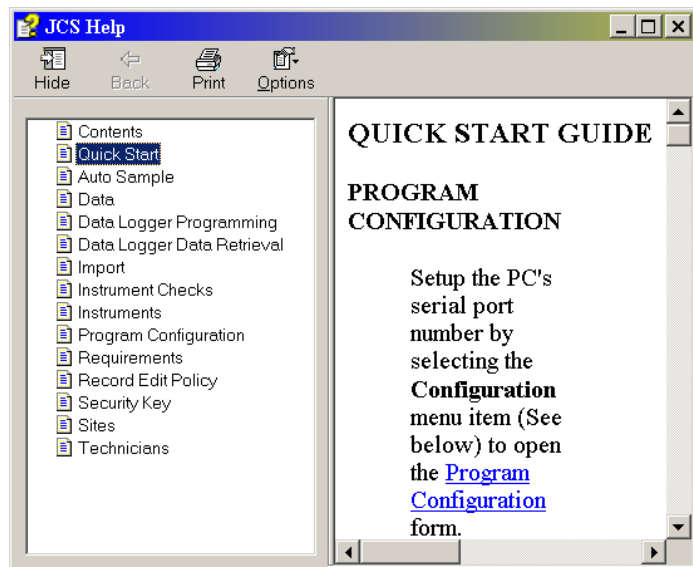 JCS Help
Hide Back Print Options
Contents
Quick Start
Auto Sample
Data
Data Logger Programming
Data Logger Data Retrieval
Import
Instrument Checks
Instruments
Program Configuration
Requirements
Record Edit Policy
Security Key
Sites
Technicians
QUICK START GUIDE
PROGRAM
CONFIGURATION
Setup the PC's
serial port
number by
selecting the
Configuration
menu item (See
below) to open
the Program
Configuration
form.